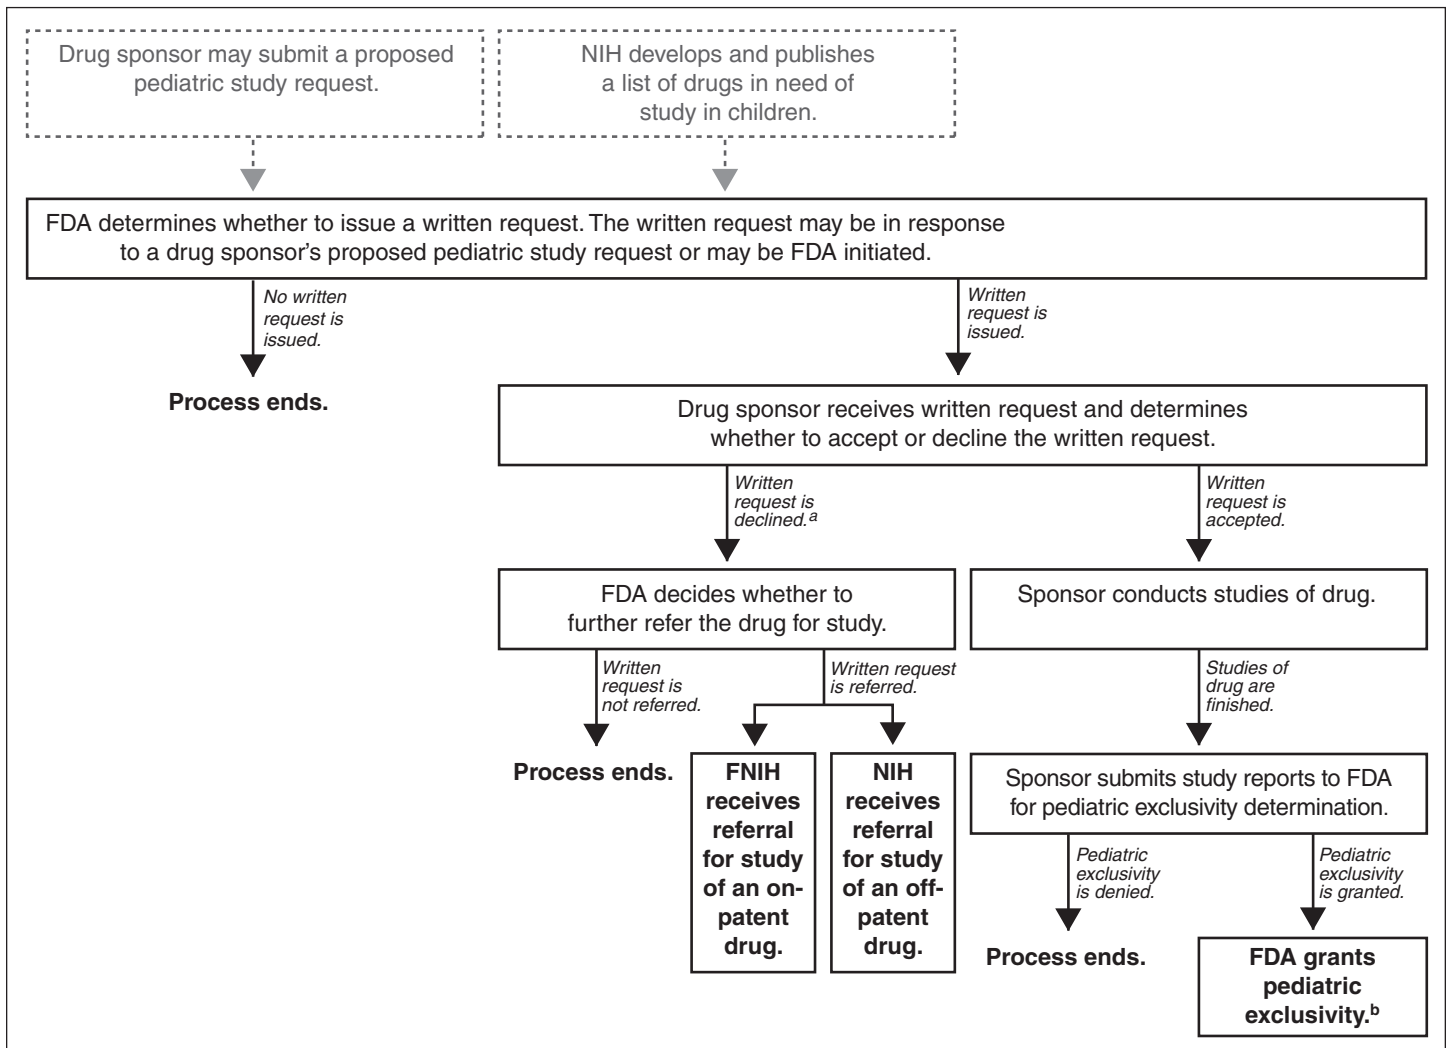 Drug sponsor may submit a proposed
pediatric study request.
NIH develops and publishes
a list of drugs in need of
study in children.
FDA determines whether to issue a written request. The written request may be in response
to a drug sponsor's proposed pediatric study request or may be FDA initiated.
No written
request is
issued.
Written
request is
issued.
Process ends.
Drug sponsor receives written request and determines
whether to accept or decline the written request.
Written
request is
declined.a
Written
request is
accepted.
FDA decides whether to
further refer the drug for study.
Sponsor conducts studies of drug.
Written
request is
not referred.
Written request
is referred.
Studies of
drug are
finished.
Process ends.
FNIH
receives
referral
for study
of an on-
patent
drug.
NIH
receives
referral
for study
of an off-
patent
drug.
Sponsor submits study reports to FDA
for pediatric exclusivity determination.
Pediatric
exclusivity
is denied.
Pediatric
exclusivity
is granted.
Process ends.
FDA grants
pediatric
exclusivity.b